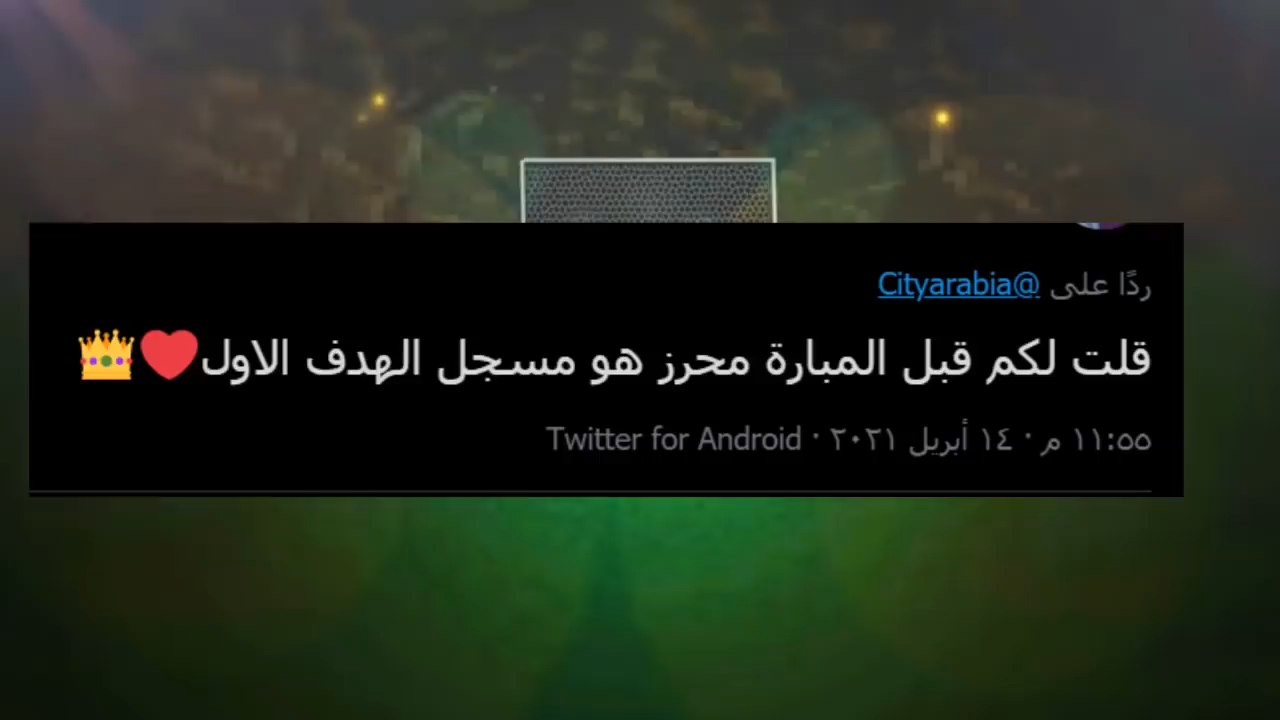 ردًا على @Cityarabia
قلت لكم قبل المبارة محرز هو مسجل الهدف الاول❤️👑
١١:٥٥ م · ١٤ أبريل ٢٠٢١ · Twitter for Android